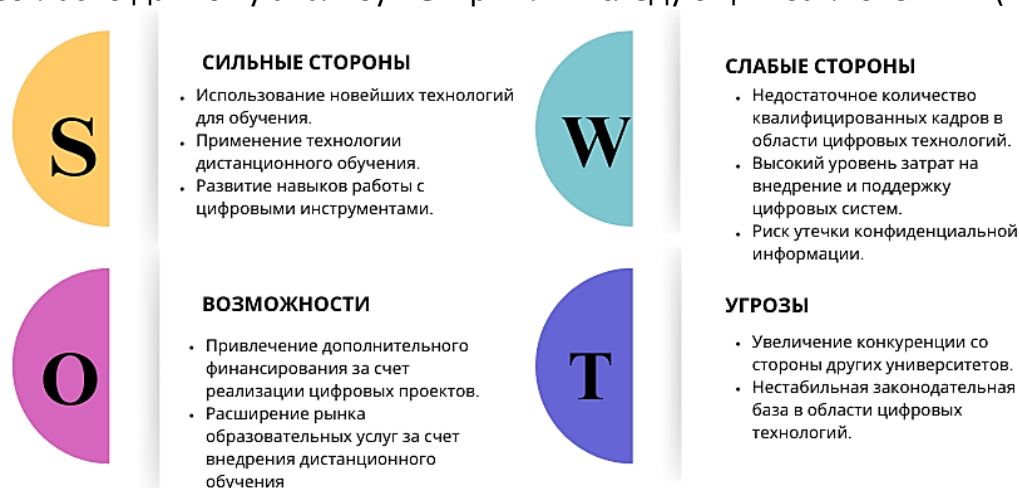 S
СИЛЬНЫЕ СТОРОНЫ
• Использование новейших технологий
для обучения.
• Применение технологии
дистанционного обучения.
• Развитие навыков работы с
цифровыми инструментами.
W
СЛАБЫЕ СТОРОНЫ
• Недостаточное количество
квалифицированных кадров в
области цифровых технологий.
• Высокий уровень затрат на
внедрение и поддержку
цифровых систем.
• Риск утечки конфиденциальной
информации.
O
ВОЗМОЖНОСТИ
• Привлечение дополнительного
финансирования за счет
реализации цифровых проектов.
• Расширение рынка
образовательных услуг за счет
внедрения дистанционного
обучения
T
УГРОЗЫ
• Увеличение конкуренции со
стороны других университетов.
• Нестабильная законодательная
база в области цифровых
технологий.